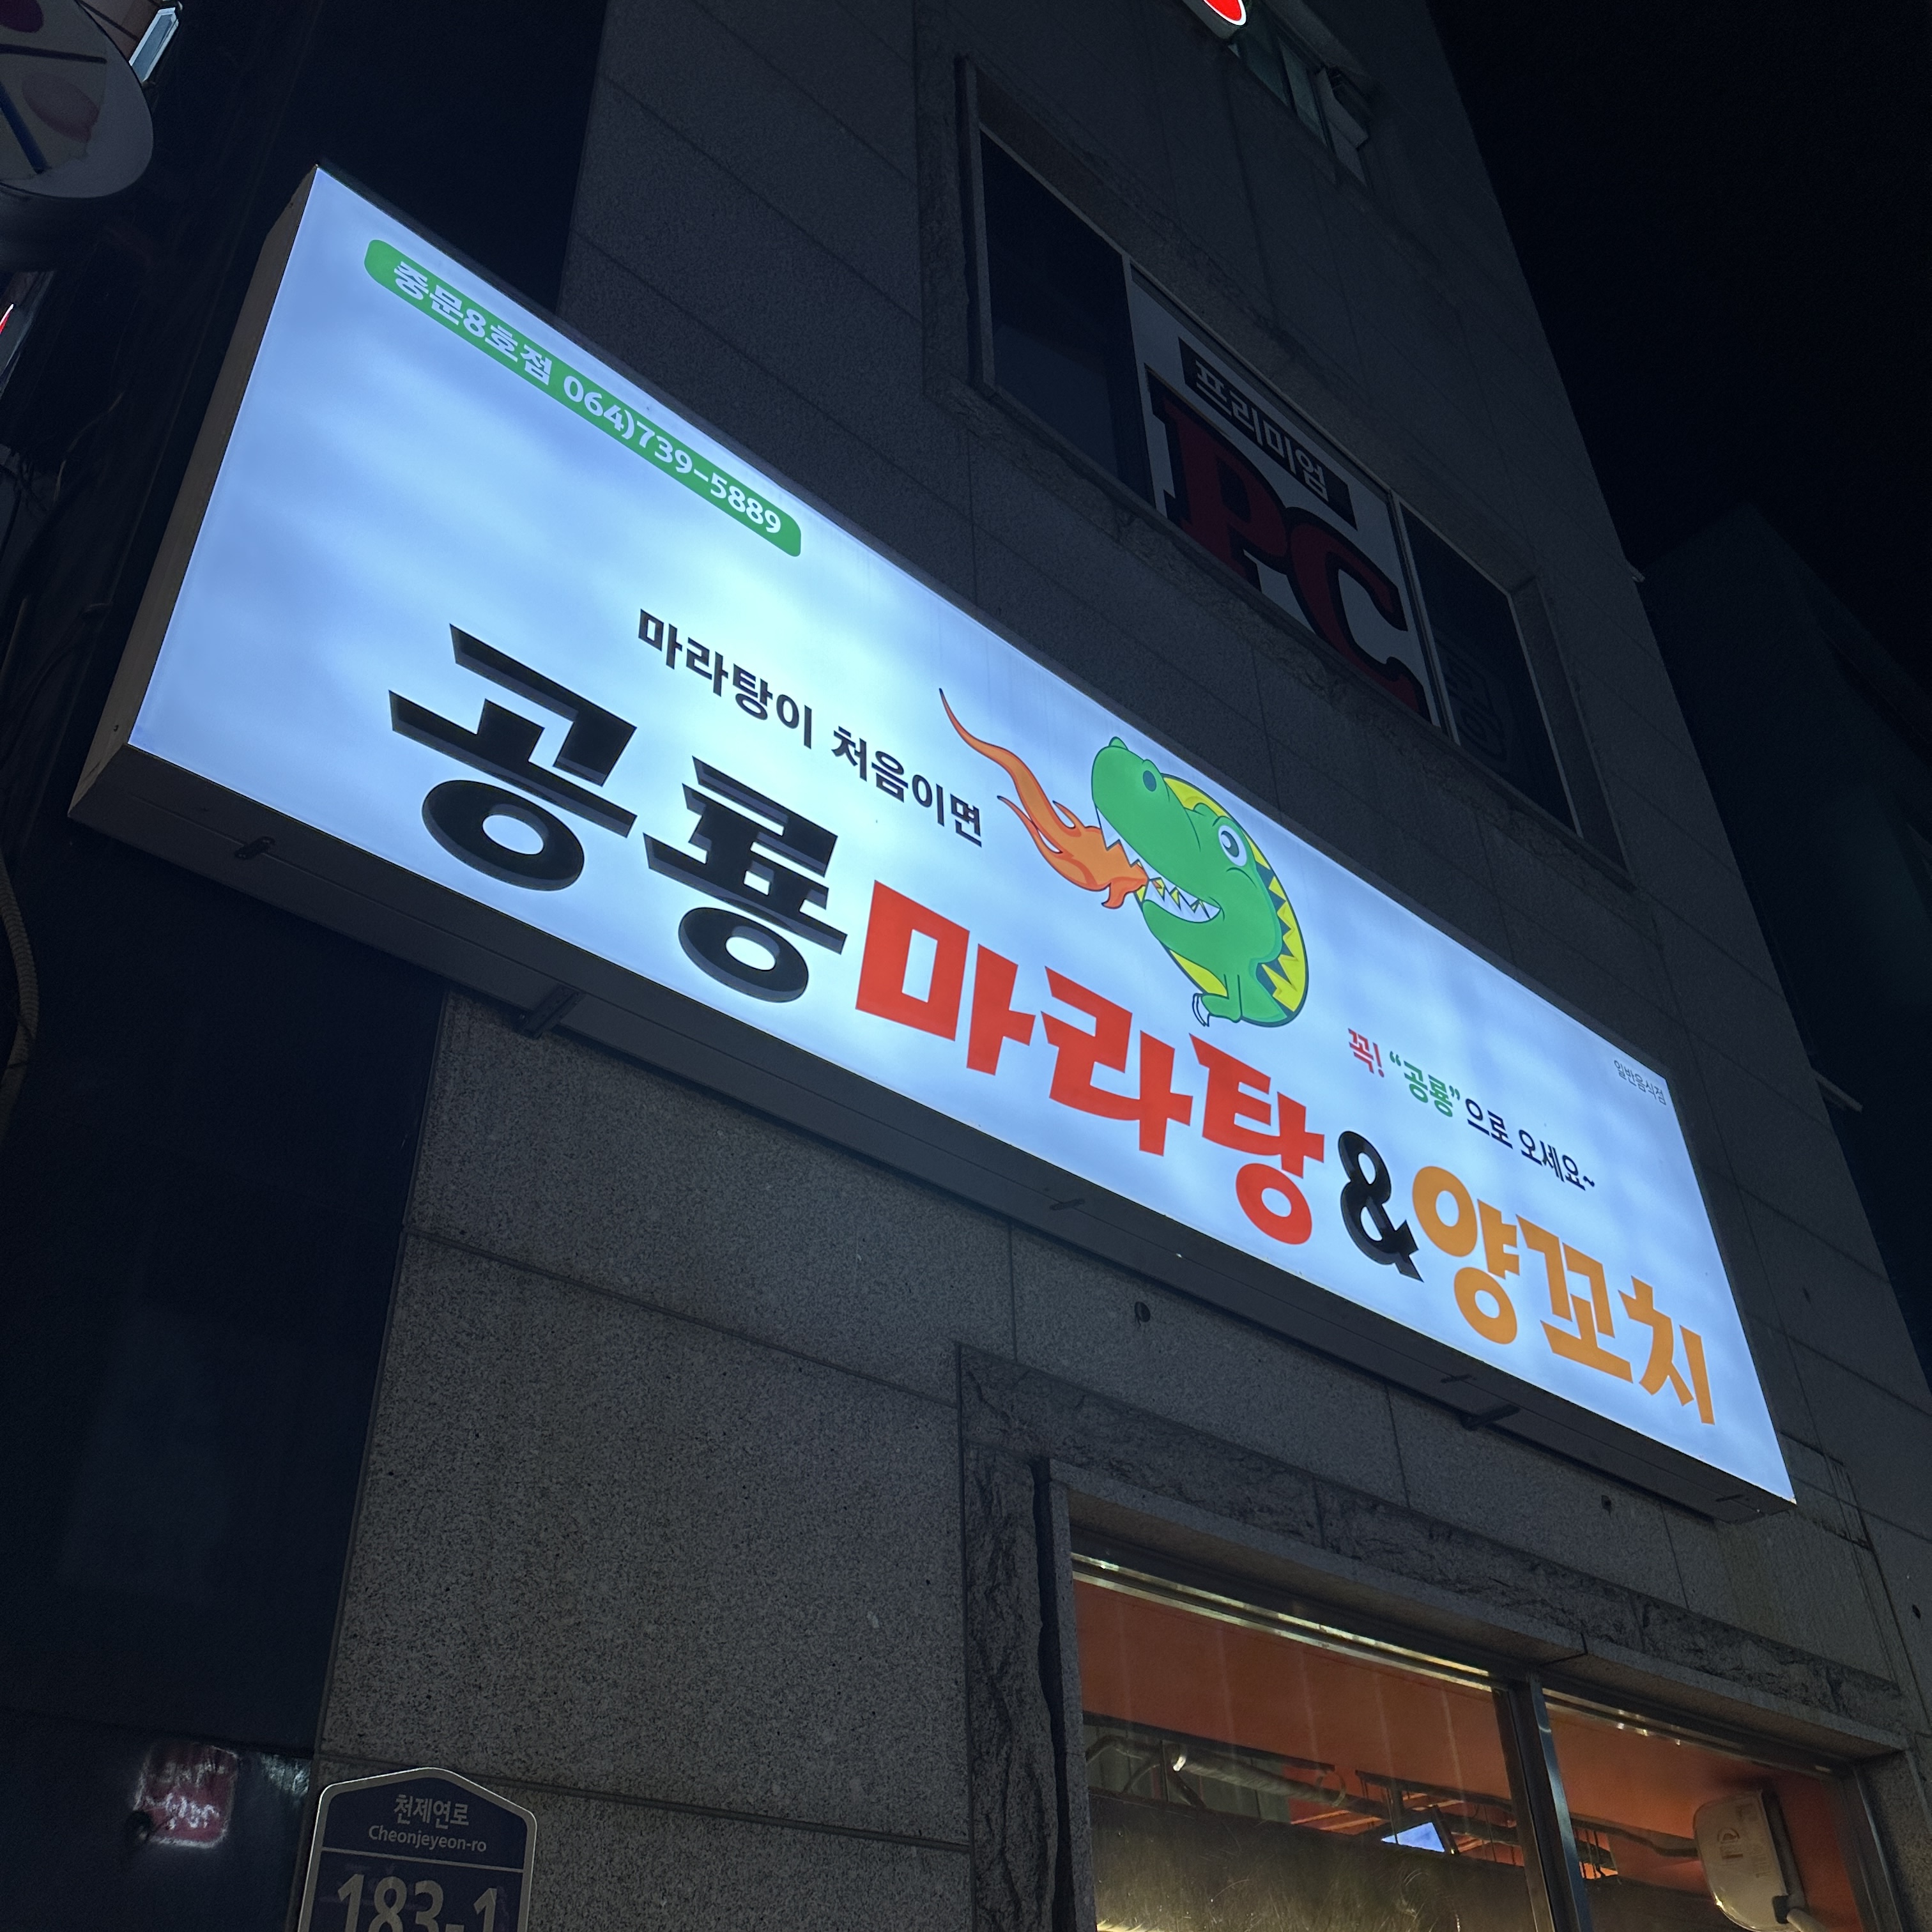 프리미엄
PC
중문8호점 064)739-5889
마라탕이 처음이면
꼭! “공룡”으로 오세요~
일반음식점
공룡마라탕&양꼬치
천제연로
Cheonjeyeon-ro
183-1